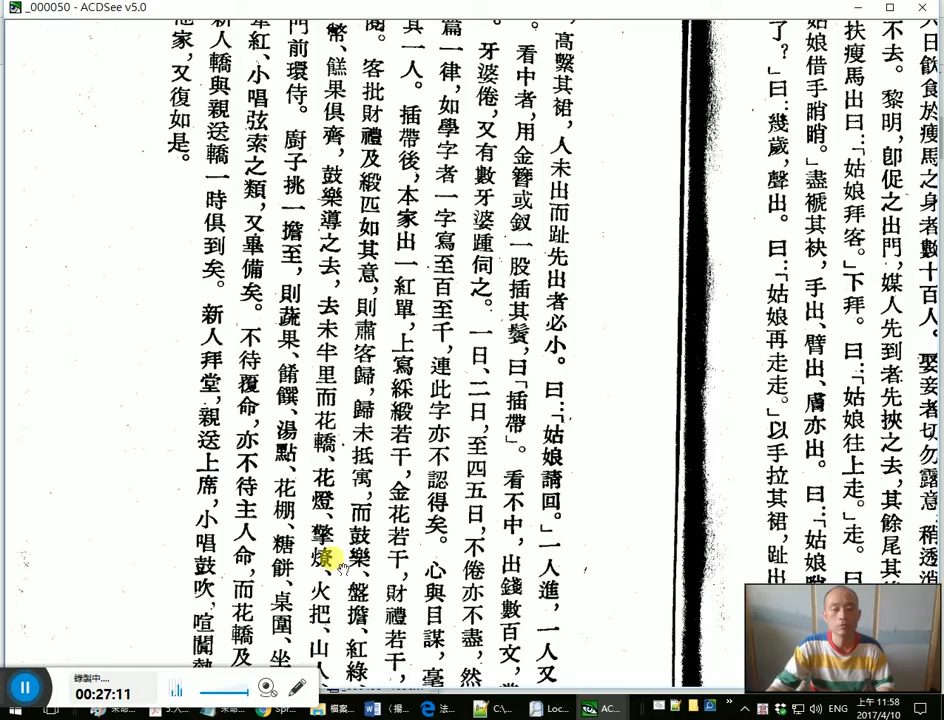 _000050 - ACDSee v5.0
人日飲食於瘦馬之身者數十百人。娶妾者切勿露意，稍透消
不去。黎明，卽促之出門，媒人先到者先挾之去，其餘尾其
扶瘦馬出曰：「姑娘拜客。」下拜。曰：「姑娘往上走。」走。曰
姑娘借手睄睄。」盡褫其袂，手出、臂出、膚亦出。曰：「姑娘
了？」曰：幾歲，聲出。曰：「姑娘再走走。」以手拉其裙，趾出
，高繫其裙，人未出而趾先出者必小。曰：「姑娘請回。」一人進，一人又
。看中者，用金簪或釵一股插其鬢，曰「插帶」。看不中，出錢數百文，
牙婆倦，又有數牙婆踵伺之。一日、二日，至四五日，不倦亦不盡，然
篇一律，如學字者一字寫至百至千，連此字亦不認得矣。心與目謀，毫
其一人。插帶後，本家出一紅單，上寫綵緞若干，金花若干，財禮若干，
閱。客批財禮及緞匹如其意，則肅客歸，歸未抵寓，而鼓樂、盤擔、紅綠
幣、餻果俱齊，鼓樂導之去，去未半里而花轎、花燈、擎燎、火把、山人
門前環侍。廚子挑一擔至，則蔬果、餚饌、湯點、花棚、糖餅、桌圍、坐
紅、小唱弦索之類，又畢備矣。不待覆命，亦不待主人命，而花轎及
新人轎與親送轎一時俱到矣。新人拜堂，親送上席，小唱鼓吹，喧闐熱
他家，又復如是。
錄製中...
00:27:11
檔案...
C:\...
Loc...
AC...
上午 11:58
2017/4/10